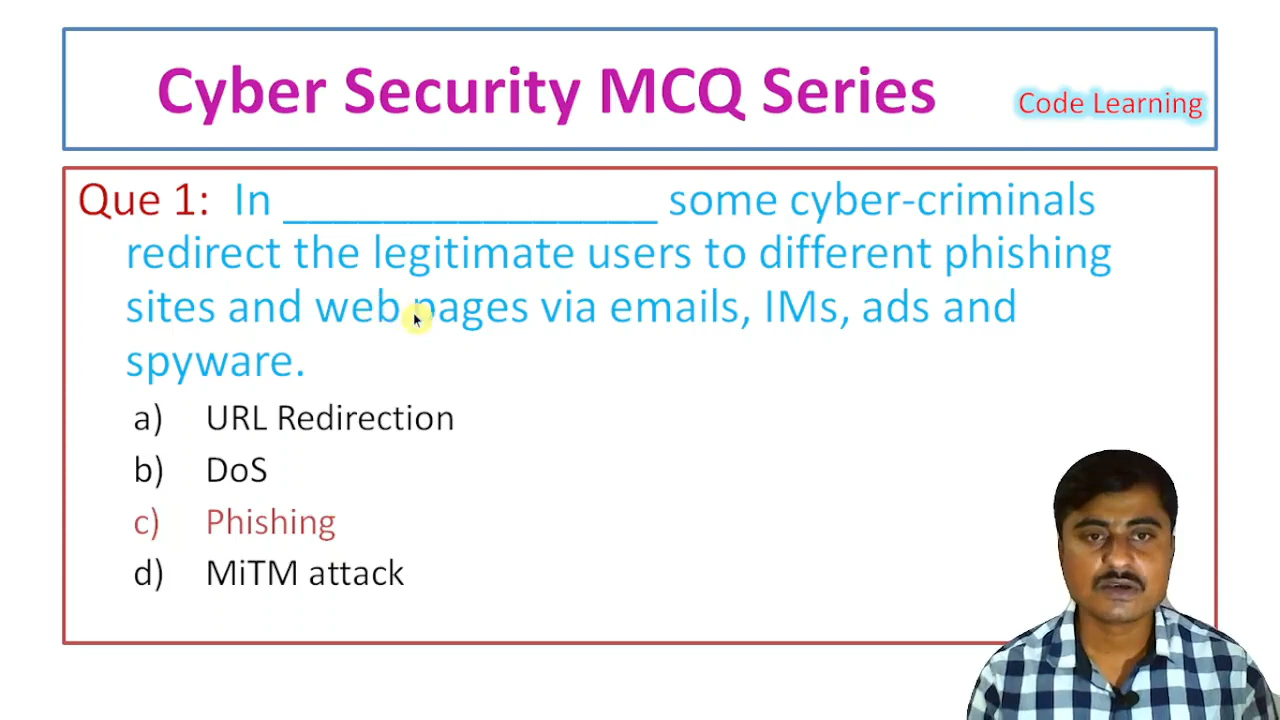 Cyber Security MCQ Series
Code Learning
Que 1: In _______________ some cyber-criminals
redirect the legitimate users to different phishing
sites and web pages via emails, IMs, ads and
spyware.
a) URL Redirection
b) DoS
c) Phishing
d) MiTM attack